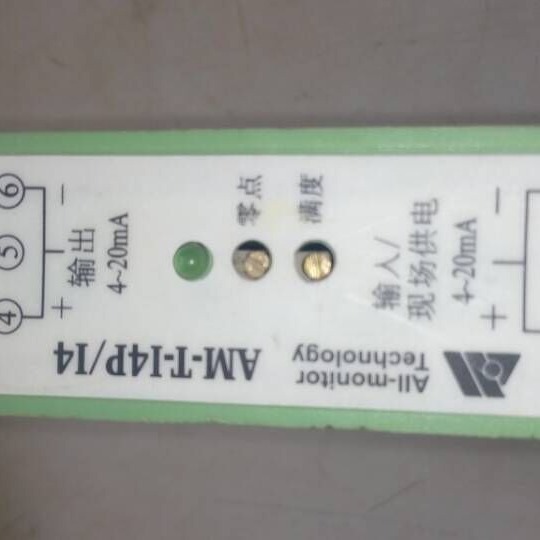 All-monitor
Technology
AM-T-I4P/I4
输入/
现场供电
4~20mA
+
−
零点
满度
输出
4~20mA
+
−
④
⑤
⑥